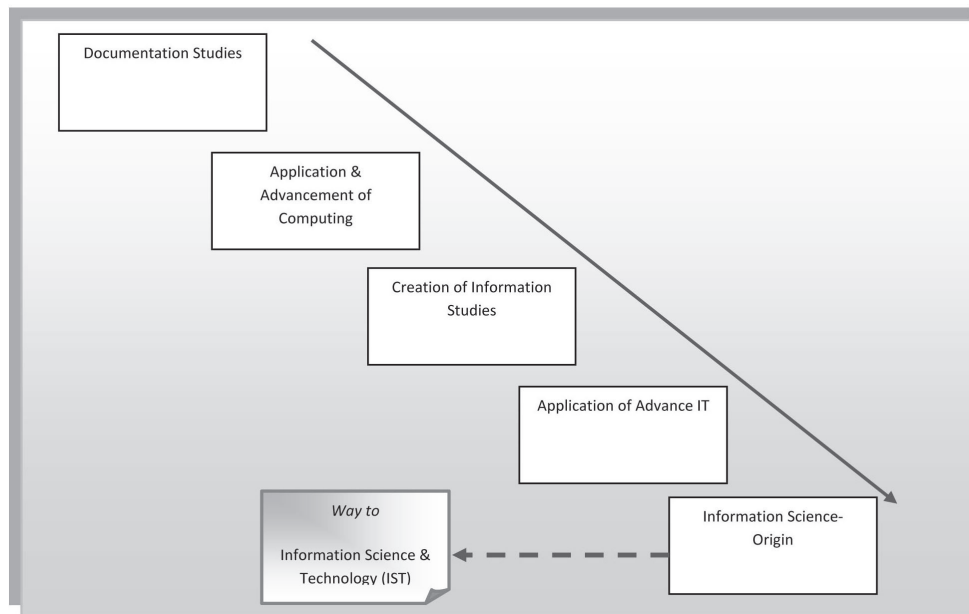 Documentation Studies
Application &
Advancement of
Computing
Creation of Information
Studies
Application of Advance IT
Information Science-
Origin
Way to
Information Science &
Technology (IST)